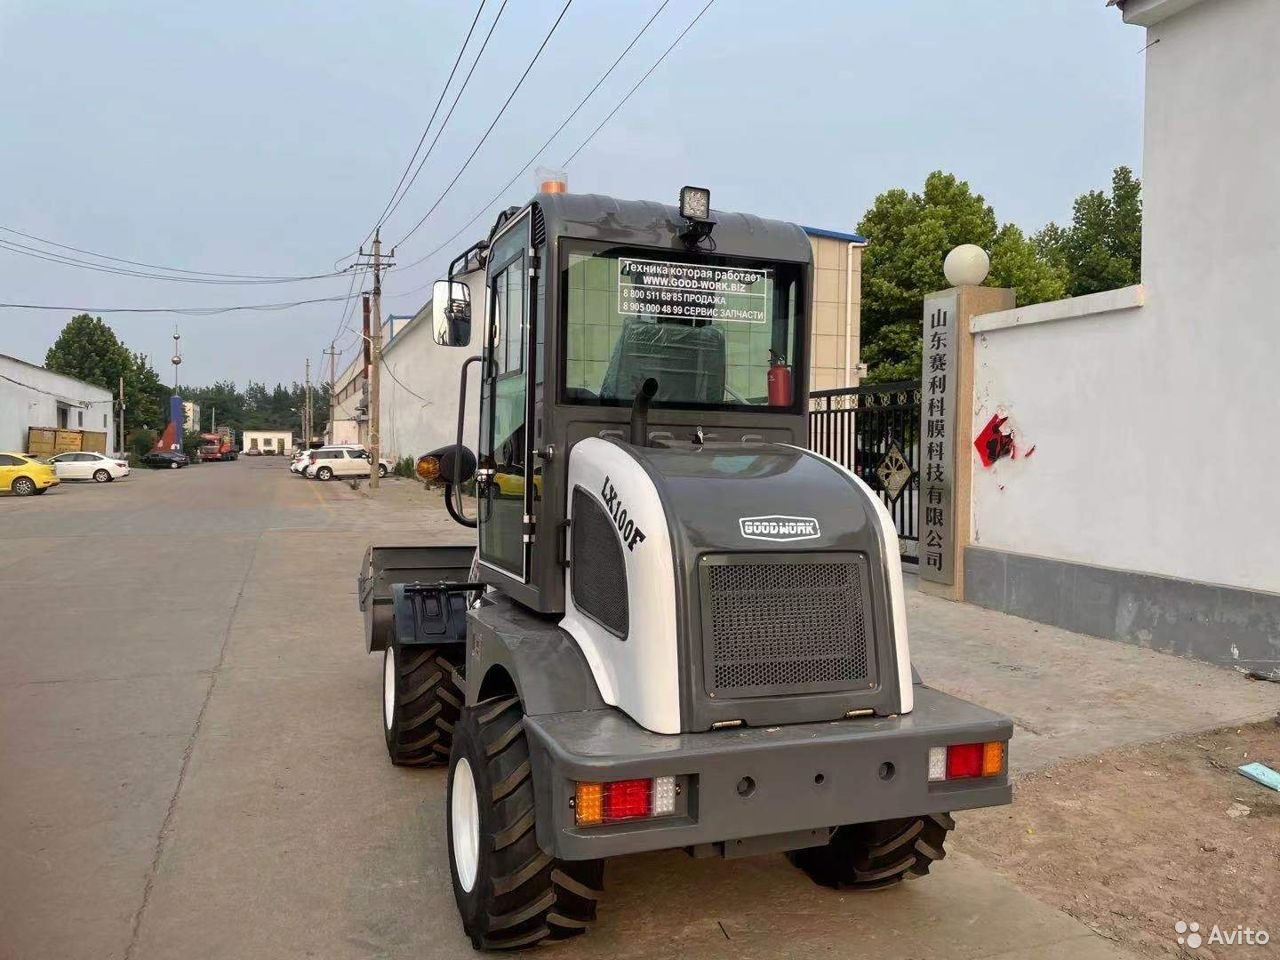 Техника которая работает
WWW.GOOD-WORK.BIZ
8 800 511 68 85 ПРОДАЖА
8 905 000 48 99 СЕРВИС ЗАПЧАСТИ
LX100F
GOODWORK
山东赛利科膜科技有限公司
Avito